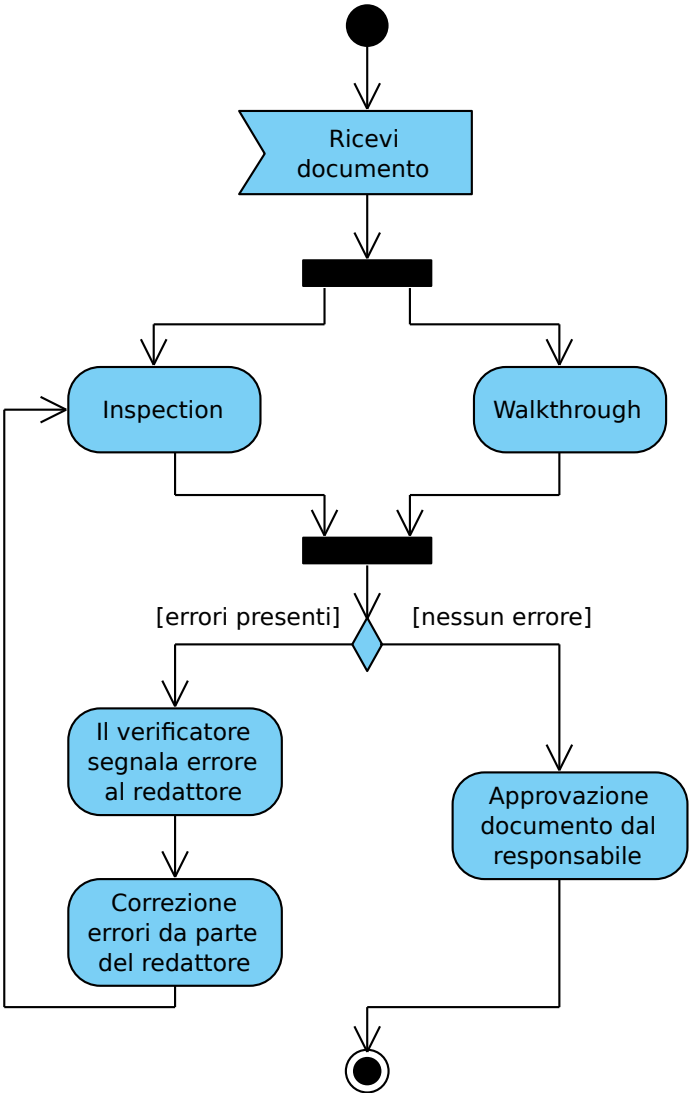 Ricevi
documento
Inspection
Walkthrough
[errori presenti]
[nessun errore]
Il verificatore
segnala errore
al redattore
Approvazione
documento dal
responsabile
Correzione
errori da parte
del redattore